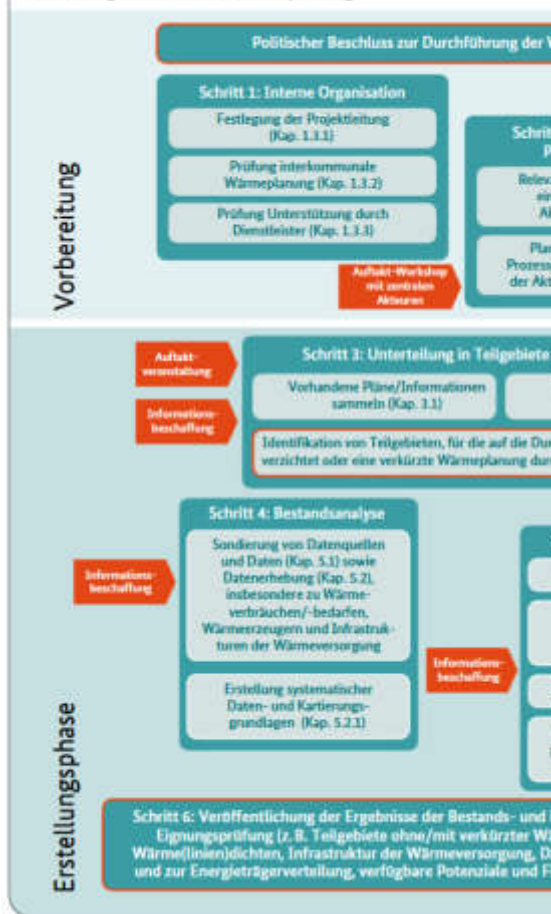 Vorbereitung
Politischer Beschluss zur Durchführung der
Schritt 1: Interne Organisation
Festlegung der Projektleitung
(Kap. 1.3.1)
Prüfung interkommunale
Wärmeplanung (Kap. 1.3.2)
Prüfung Unterstützung durch
Dienstleister (Kap. 1.3.3)
Auftakt-Workshop
mit zentralen
Akteuren
Schrit
Relev
ein
Ak
Plan
Prozess
der Akt
Erstellungsphase
Auftakt-
veranstaltung
Informations-
beschaffung
Schritt 3: Unterteilung in Teilgebiete
Vorhandene Pläne/Informationen
sammeln (Kap. 3.1)
Identifikation von Teilgebieten, für die auf die Dur
verzichtet oder eine verkürzte Wärmeplanung dur
Informations-
beschaffung
Schritt 4: Bestandsanalyse
Sondierung von Datenquellen
und Daten (Kap. 5.1) sowie
Datenerhebung (Kap. 5.2),
insbesondere zu Wärme-
verbräuchen/-bedarfen,
Wärmeerzeugern und Infrastruk-
turen der Wärmeversorgung
Erstellung systematischer
Daten- und Kartierungs-
grundlagen (Kap. 5.2.1)
Informations-
beschaffung
Schritt 6: Veröffentlichung der Ergebnisse der Bestands- und
Eignungsprüfung (z. B. Teilgebiete ohne/mit verkürzter Wä
Wärme(linien)dichten, Infrastruktur der Wärmeversorgung, D
und zur Energieträgerverteilung, verfügbare Potenziale und F